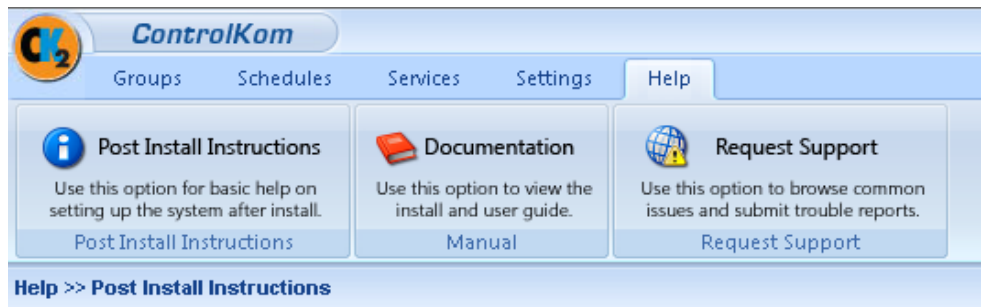 CK2
ControlKom
Groups Schedules Services Settings Help
Post Install Instructions
Use this option for basic help on
setting up the system after install.
Post Install Instructions
Documentation
Use this option to view the
install and user guide.
Manual
Request Support
Use this option to browse common
issues and submit trouble reports.
Request Support
Help >> Post Install Instructions